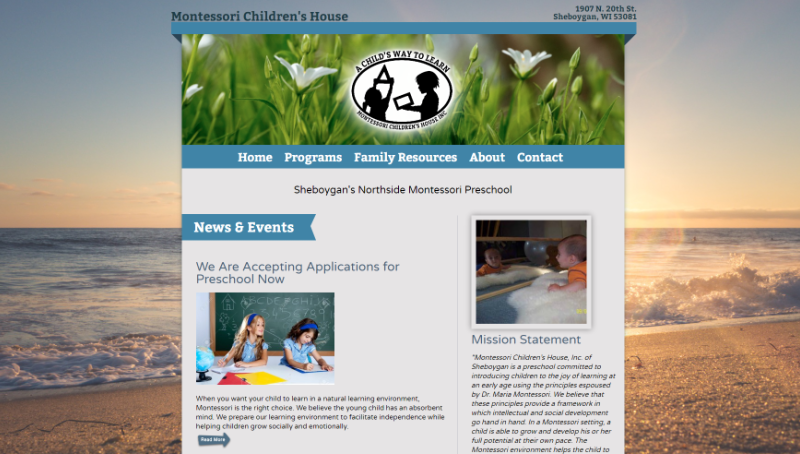 Montessori Children's House
1907 N. 20th St.
Sheboygan, WI 53081
A CHILD'S WAY TO LEARN
MONTESSORI CHILDREN'S HOUSE INC.
Home Programs Family Resources About Contact
Sheboygan's Northside Montessori Preschool
News & Events
We Are Accepting Applications for
Preschool Now
When you want your child to learn in a natural learning environment,
Montessori is the right choice. We believe the young child has an absorbent
mind. We prepare our learning environment to facilitate independence while
helping children grow socially and emotionally.
Read More
Mission Statement
"Montessori Children's House, Inc. of
Sheboygan is a preschool committed to
introducing children to the joy of learning at
an early age using the principles espoused
by Dr. Maria Montessori. We believe that
these principles provide a framework in
which intellectual and social development
go hand in hand. In a Montessori setting, a
child is able to grow and develop his or her
full potential at their own pace. The
Montessori environment helps the child to